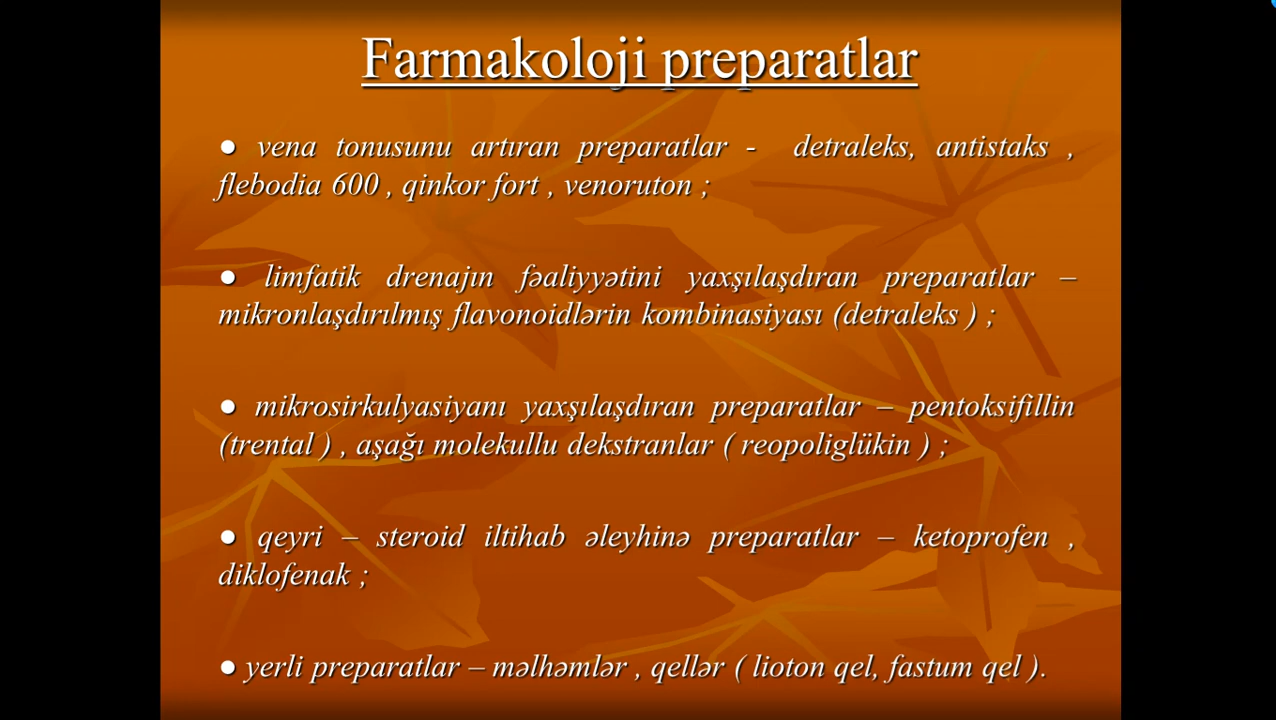 Farmakoloji preparatlar
● vena tonusunu artıran preparatlar - detraleks, antistaks ,
flebodia 600 , qinkor fort , venoruton ;
● limfatik drenajın fəaliyyətini yaxşılaşdıran preparatlar –
mikronlaşdırılmış flavonoidlərin kombinasiyası (detraleks ) ;
● mikrosirkulyasiyanı yaxşılaşdıran preparatlar – pentoksifillin
(trental ) , aşağı molekullu dekstranlar ( reopoliglükin ) ;
● qeyri – steroid iltihab əleyhinə preparatlar – ketoprofen ,
diklofenak ;
● yerli preparatlar – məlhəmlər , qellər ( lioton qel, fastum qel ).